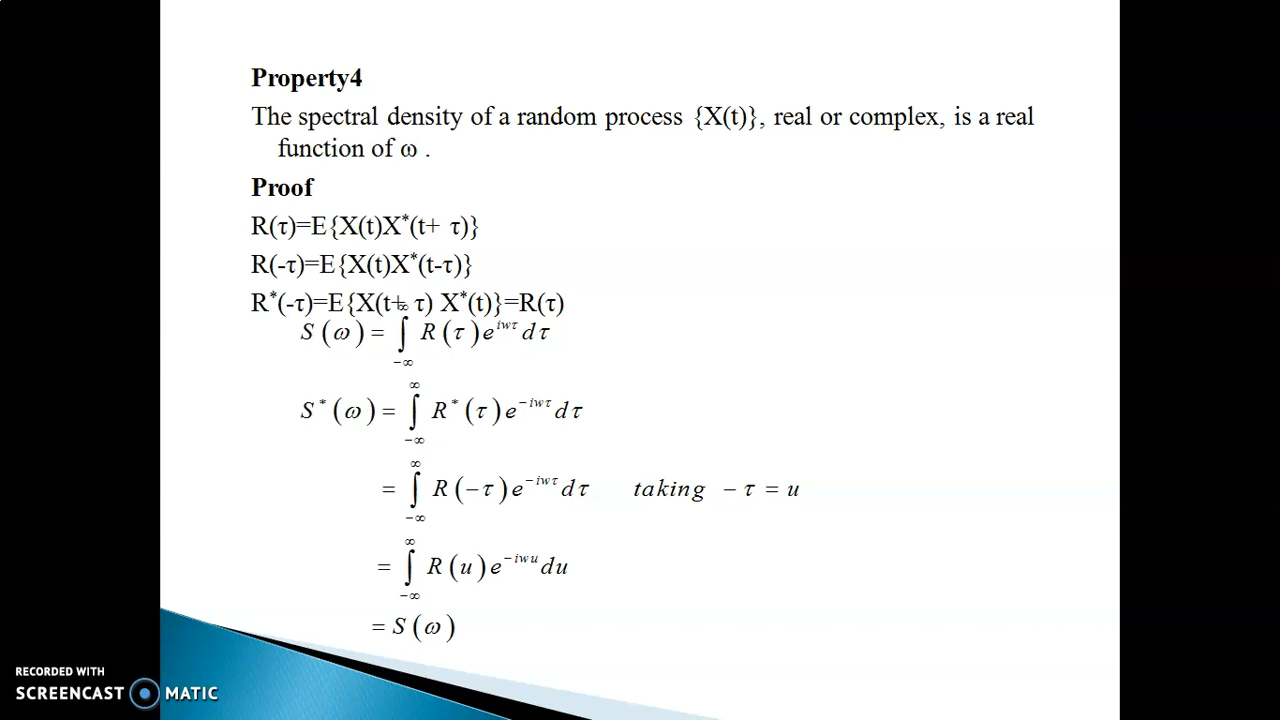 Property4
The spectral density of a random process {X(t)}, real or complex, is a real
function of ω .
Proof
R(τ)=E{X(t)X*(t+ τ)}
R(-τ)=E{X(t)X*(t-τ)}
R*(-τ)=E{X(t+ τ) X*(t)}=R(τ)
S(ω) = ∫_{-∞}^{∞} R(τ)e^{iwτ} dτ
S*(ω) = ∫_{-∞}^{∞} R*(τ)e^{-iwτ} dτ
= ∫_{-∞}^{∞} R(-τ)e^{-iwτ} dτ taking - τ = u
= ∫_{-∞}^{∞} R(u)e^{-iwu} du
= S(ω)
RECORDED WITH
SCREENCAST MATIC